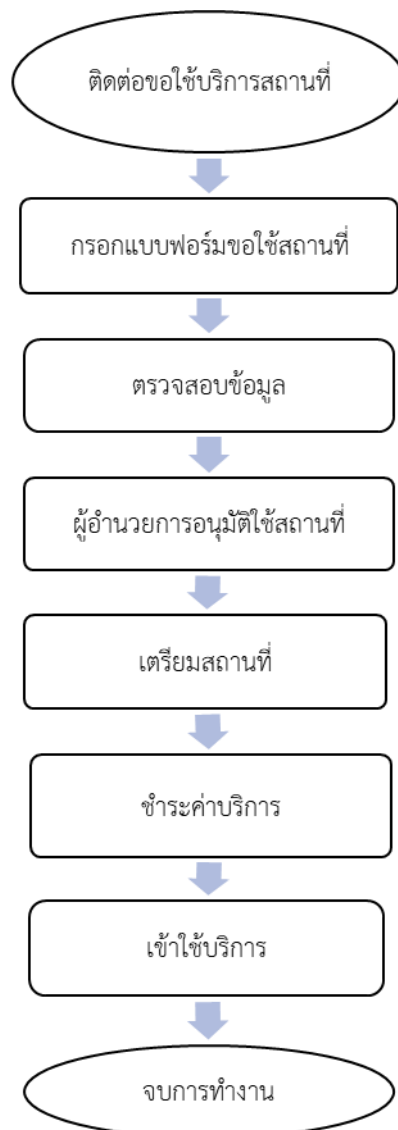 ติดต่อขอใช้บริการสถานที่
กรอกแบบฟอร์มขอใช้สถานที่
ตรวจสอบข้อมูล
ผู้อำนวยการอนุมัติใช้สถานที่
เตรียมสถานที่
ชำระค่าบริการ
เข้าใช้บริการ
จบการทำงาน